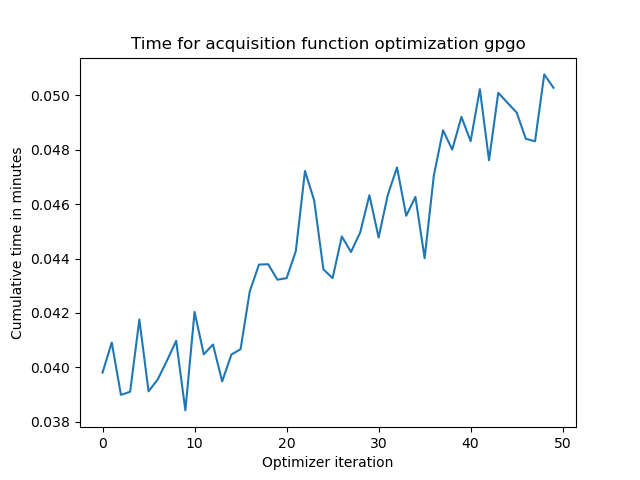 Time for acquisition function optimization gpgo
0.050
0.048
0.046
0.044
0.042
0.040
0.038
Cumulative time in minutes
0 10 20 30 40 50
Optimizer iteration